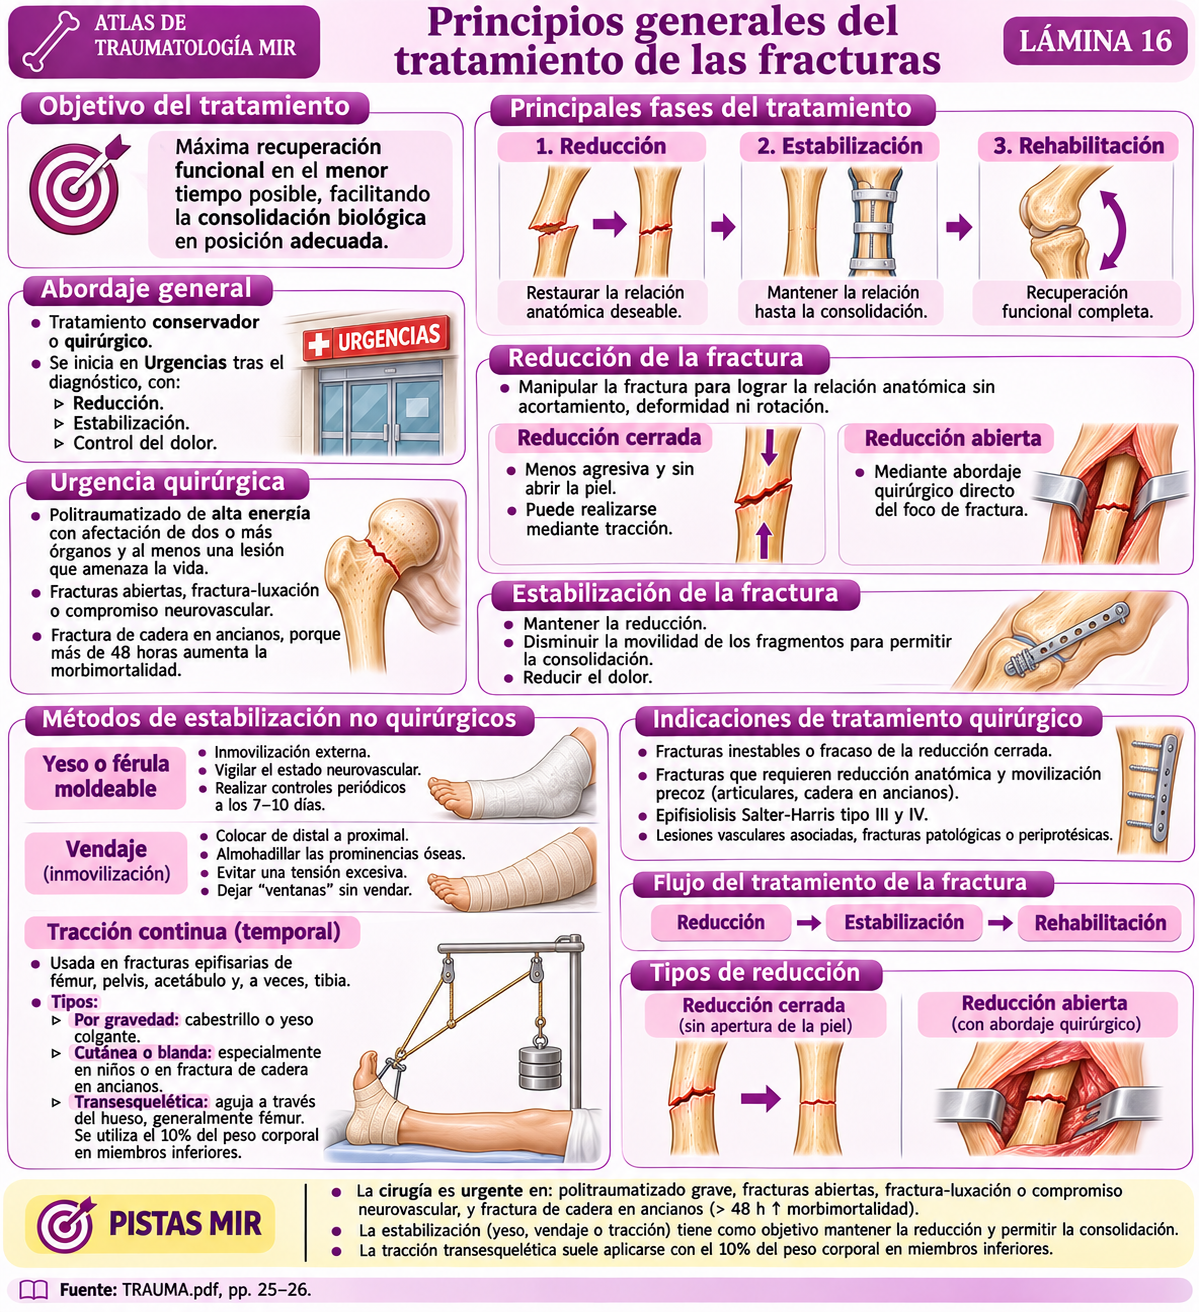 ATLAS DE
TRAUMATOLOGÍA MIR
Principios generales del
tratamiento de las fracturas
LÁMINA 16
Objetivo del tratamiento
Máxima recuperación
funcional en el menor
tiempo posible, facilitando
la consolidación biológica
en posición adecuada.
Abordaje general
• Tratamiento conservador
o quirúrgico.
• Se inicia en Urgencias tras el
diagnóstico, con:
▹ Reducción.
▹ Estabilización.
▹ Control del dolor.
URGENCIAS
Urgencia quirúrgica
• Politraumatizado de alta energía
con afectación de dos o más
órganos y al menos una lesión
que amenaza la vida.
• Fracturas abiertas, fractura-luxación
o compromiso neurovascular.
• Fractura de cadera en ancianos, porque
más de 48 horas aumenta la
morbimortalidad.
Principales fases del tratamiento
1. Reducción
Restaurar la relación
anatómica deseable.
2. Estabilización
Mantener la relación
hasta la consolidación.
3. Rehabilitación
Recuperación
funcional completa.
Reducción de la fractura
• Manipular la fractura para lograr la relación anatómica sin
acortamiento, deformidad ni rotación.
Reducción cerrada
• Menos agresiva y sin
abrir la piel.
• Puede realizarse
mediante tracción.
Reducción abierta
• Mediante abordaje
quirúrgico directo
del foco de fractura.
Estabilización de la fractura
• Mantener la reducción.
• Disminuir la movilidad de los fragmentos para permitir
la consolidación.
• Reducir el dolor.
Métodos de estabilización no quirúrgicos
Yeso o férula
moldeable
• Inmovilización externa.
• Vigilar el estado neurovascular.
• Realizar controles periódicos
a los 7–10 días.
Vendaje
(inmovilización)
• Colocar de distal a proximal.
• Almohadillar las prominencias óseas.
• Evitar una tensión excesiva.
• Dejar “ventanas” sin vendar.
Tracción continua (temporal)
• Usada en fracturas epifisarias de
fémur, pelvis, acetábulo y, a veces, tibia.
• Tipos:
▹ Por gravedad: cabestrillo o yeso
colgante.
▹ Cutánea o blanda: especialmente
en niños o en fractura de cadera
en ancianos.
▹ Transesquelética: aguja a través
del hueso, generalmente fémur.
Se utiliza el 10% del peso corporal
en miembros inferiores.
Indicaciones de tratamiento quirúrgico
• Fracturas inestables o fracaso de la reducción cerrada.
• Fracturas que requieren reducción anatómica y movilización
precoz (articulares, cadera en ancianos).
• Epifisiolisis Salter-Harris tipo III y IV.
• Lesiones vasculares asociadas, fracturas patológicas o periprotésicas.
Flujo del tratamiento de la fractura
Reducción → Estabilización → Rehabilitación
Tipos de reducción
Reducción cerrada
(sin apertura de la piel)
Reducción abierta
(con abordaje quirúrgico)
PISTAS MIR
• La cirugía es urgente en: politraumatizado grave, fracturas abiertas, fractura-luxación o compromiso
neurovascular, y fractura de cadera en ancianos (> 48 h ↑ morbimortalidad).
• La estabilización (yeso, vendaje o tracción) tiene como objetivo mantener la reducción y permitir la consolidación.
• La tracción transesquelética suele aplicarse con el 10% del peso corporal en miembros inferiores.
Fuente: TRAUMA.pdf, pp. 25–26.